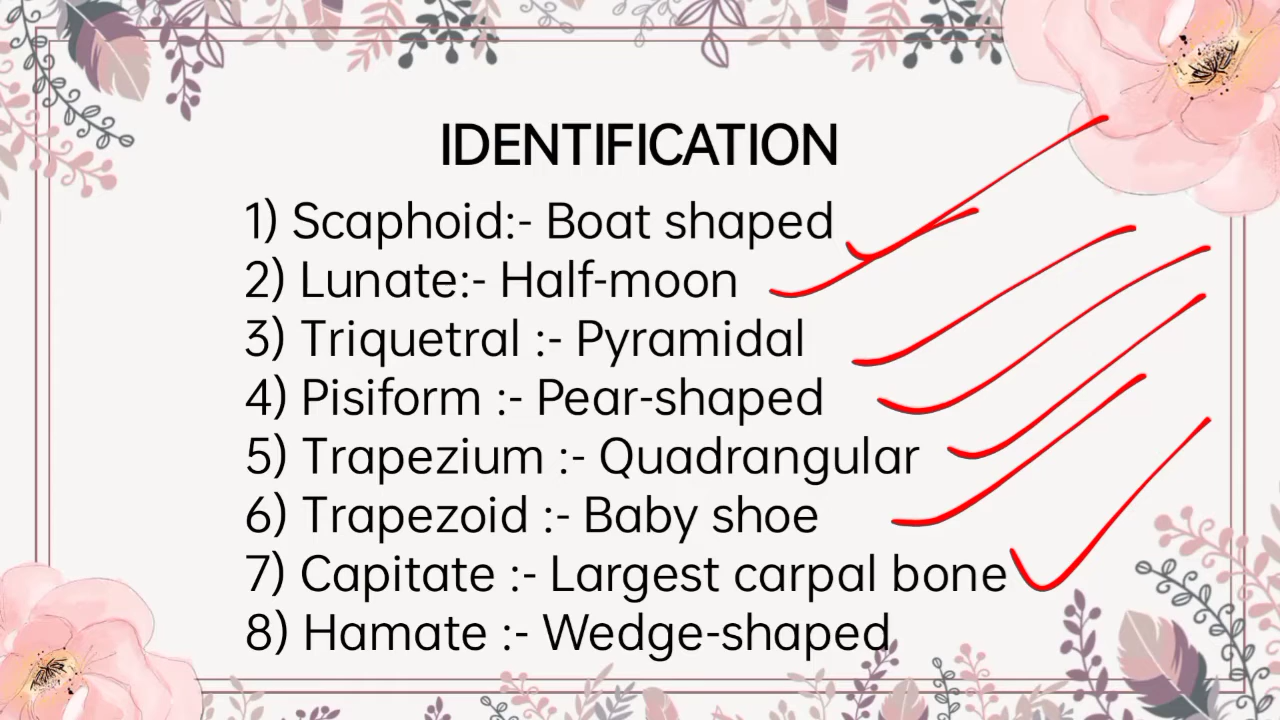 IDENTIFICATION
1) Scaphoid:- Boat shaped
2) Lunate:- Half-moon
3) Triquetral :- Pyramidal
4) Pisiform :- Pear-shaped
5) Trapezium :- Quadrangular
6) Trapezoid :- Baby shoe
7) Capitate :- Largest carpal bone
8) Hamate :- Wedge-shaped